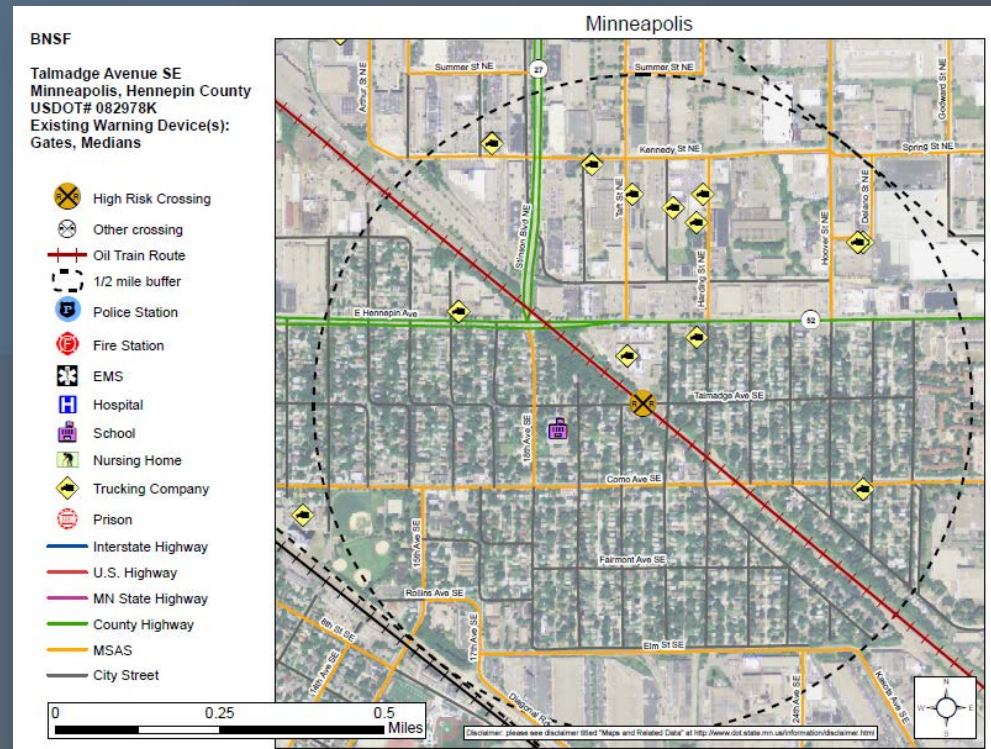 Minneapolis
BNSF
Talmadge Avenue SE
Minneapolis, Hennepin County
USDOT# 082978K
Existing Warning Device(s):
Gates, Medians
High Risk Crossing
Other crossing
Oil Train Route
1/2 mile buffer
Police Station
Fire Station
EMS
Hospital
School
Nursing Home
Trucking Company
Prison
Interstate Highway
U.S. Highway
MN State Highway
County Highway
MSAS
City Street
0 0.25 0.5
Miles
Summer St NE
Summer St NE
27
Arthur St NE
Godward St NE
Kennedy St NE
Spring St NE
Taft St NE
Delano St NE
Stinson Blvd NE
Harding St NE
Hoover St NE
E Hennepin Ave
52
Talmadge Ave SE
18th Ave SE
Como Ave SE
15th Ave SE
Fairmont Ave SE
Rollins Ave SE
8th St SE
17th Ave SE
Elm St SE
14th Ave SE
24th Ave SE
Kasota Ave SE
Diagonal
N
W E
S
Disclaimer: please see disclaimer titled "Maps and Related Data" at http://www.dot.state.mn.us/information/disclaimer.html